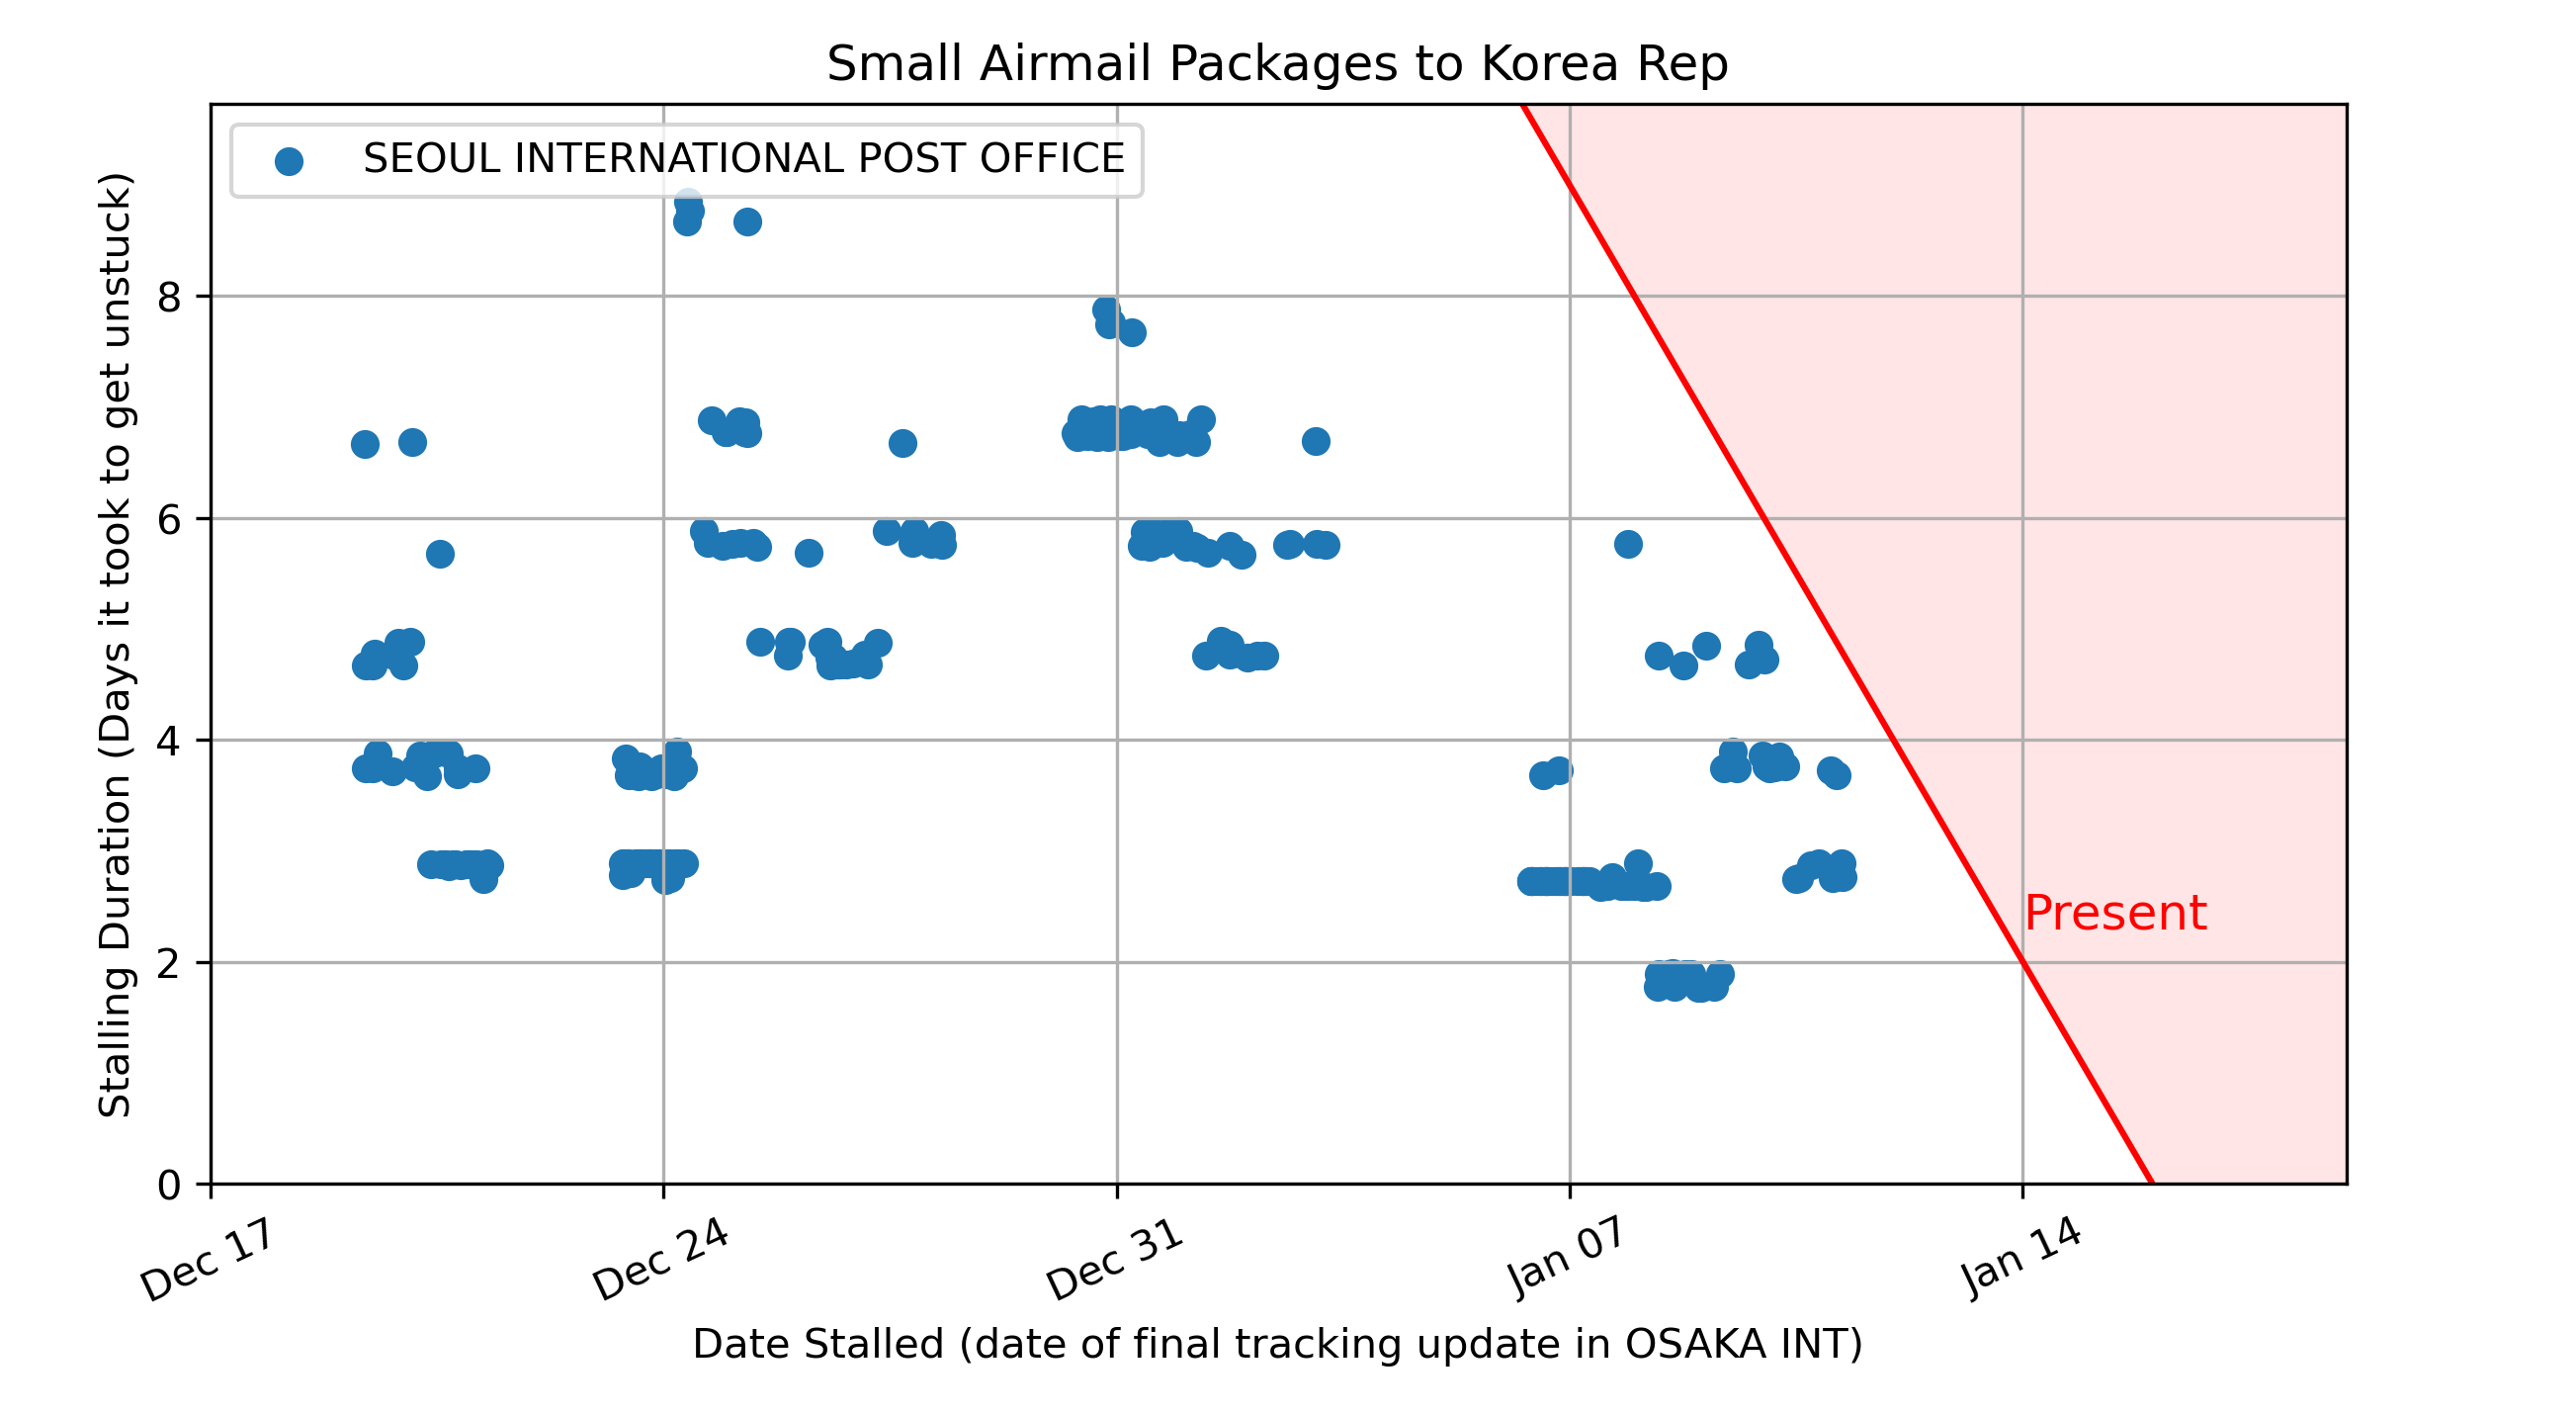 Small Airmail Packages to Korea Rep
SEOUL INTERNATIONAL POST OFFICE
Stalling Duration (Days it took to get unstuck)
8
6
4
2
0
Present
Dec 17
Dec 24
Dec 31
Jan 07
Jan 14
Date Stalled (date of final tracking update in OSAKA INT)